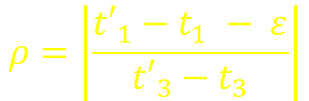 ρ = |(t′₁ − t₁ − ε) / (t′₃ − t₃)|